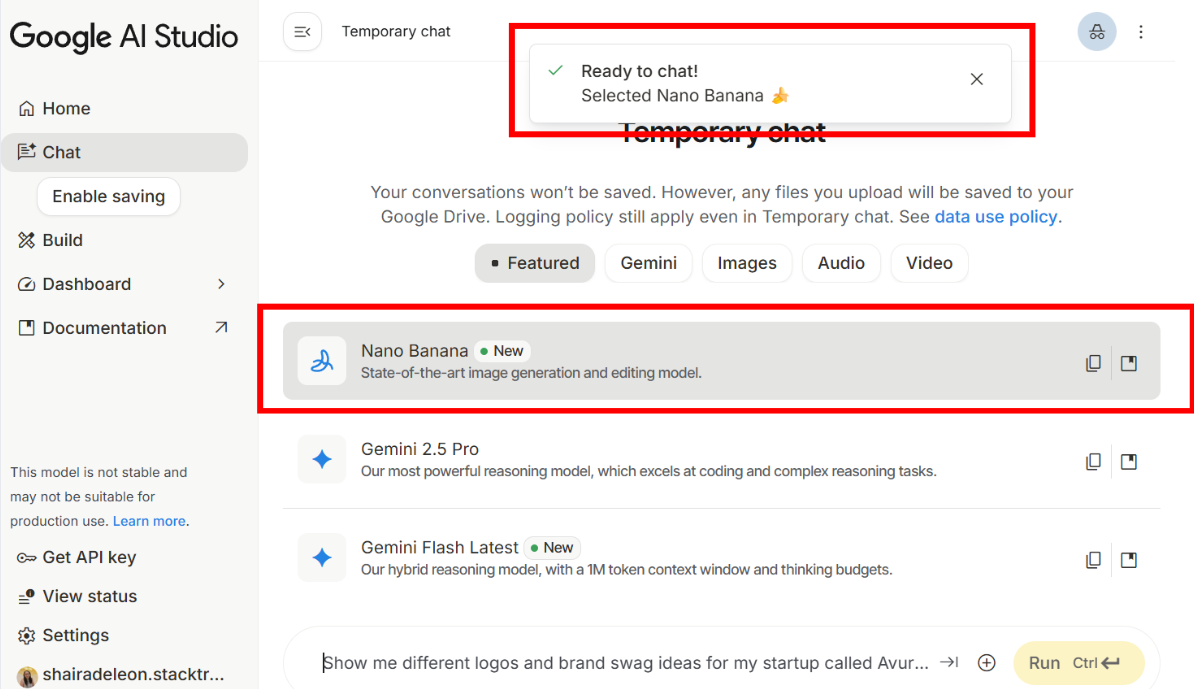 Google AI Studio
Temporary chat
Ready to chat!
Selected Nano Banana 🍌
Home
Chat
Enable saving
Build
Dashboard
Documentation
This model is not stable and
may not be suitable for
production use. Learn more.
Get API key
View status
Settings
shairadeleon.stacktr...
Temporary chat
Your conversations won't be saved. However, any files you upload will be saved to your
Google Drive. Logging policy still apply even in Temporary chat. See data use policy.
Featured Gemini Images Audio Video
Nano Banana New
State-of-the-art image generation and editing model.
Gemini 2.5 Pro
Our most powerful reasoning model, which excels at coding and complex reasoning tasks.
Gemini Flash Latest New
Our hybrid reasoning model, with a 1M token context window and thinking budgets.
Show me different logos and brand swag ideas for my startup called Avur... Run Ctrl